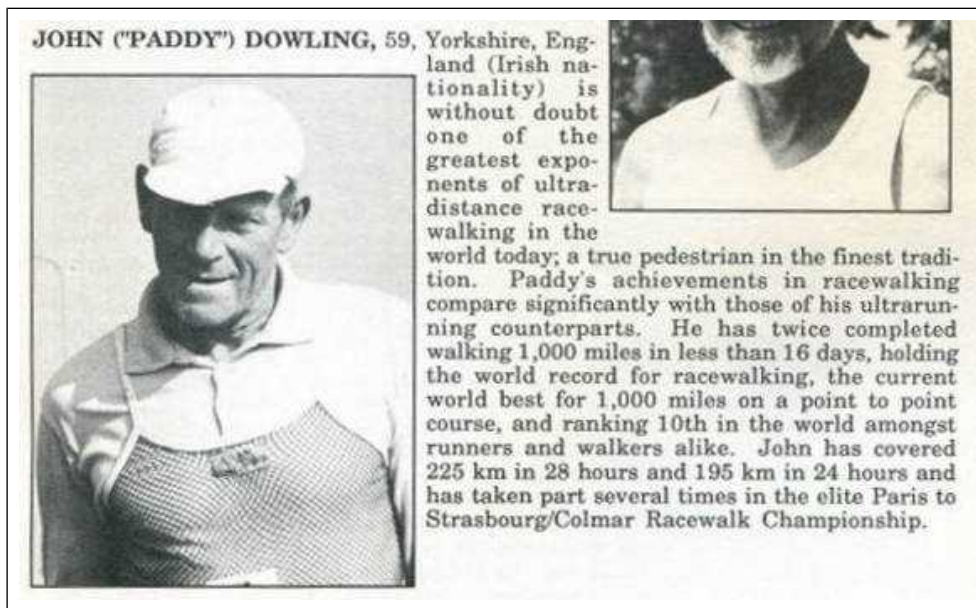 JOHN ("PADDY") DOWLING, 59, Yorkshire, Eng-
land (Irish na-
tionality) is
without doubt
one of the
greatest expo-
nents of ultra-
distance race-
walking in the
world today; a true pedestrian in the finest tradi-
tion. Paddy's achievements in racewalking
compare significantly with those of his ultrarun-
ning counterparts. He has twice completed
walking 1,000 miles in less than 16 days, holding
the world record for racewalking, the current
world best for 1,000 miles on a point to point
course, and ranking 10th in the world amongst
runners and walkers alike. John has covered
225 km in 28 hours and 195 km in 24 hours and
has taken part several times in the elite Paris to
Strasbourg/Colmar Racewalk Championship.